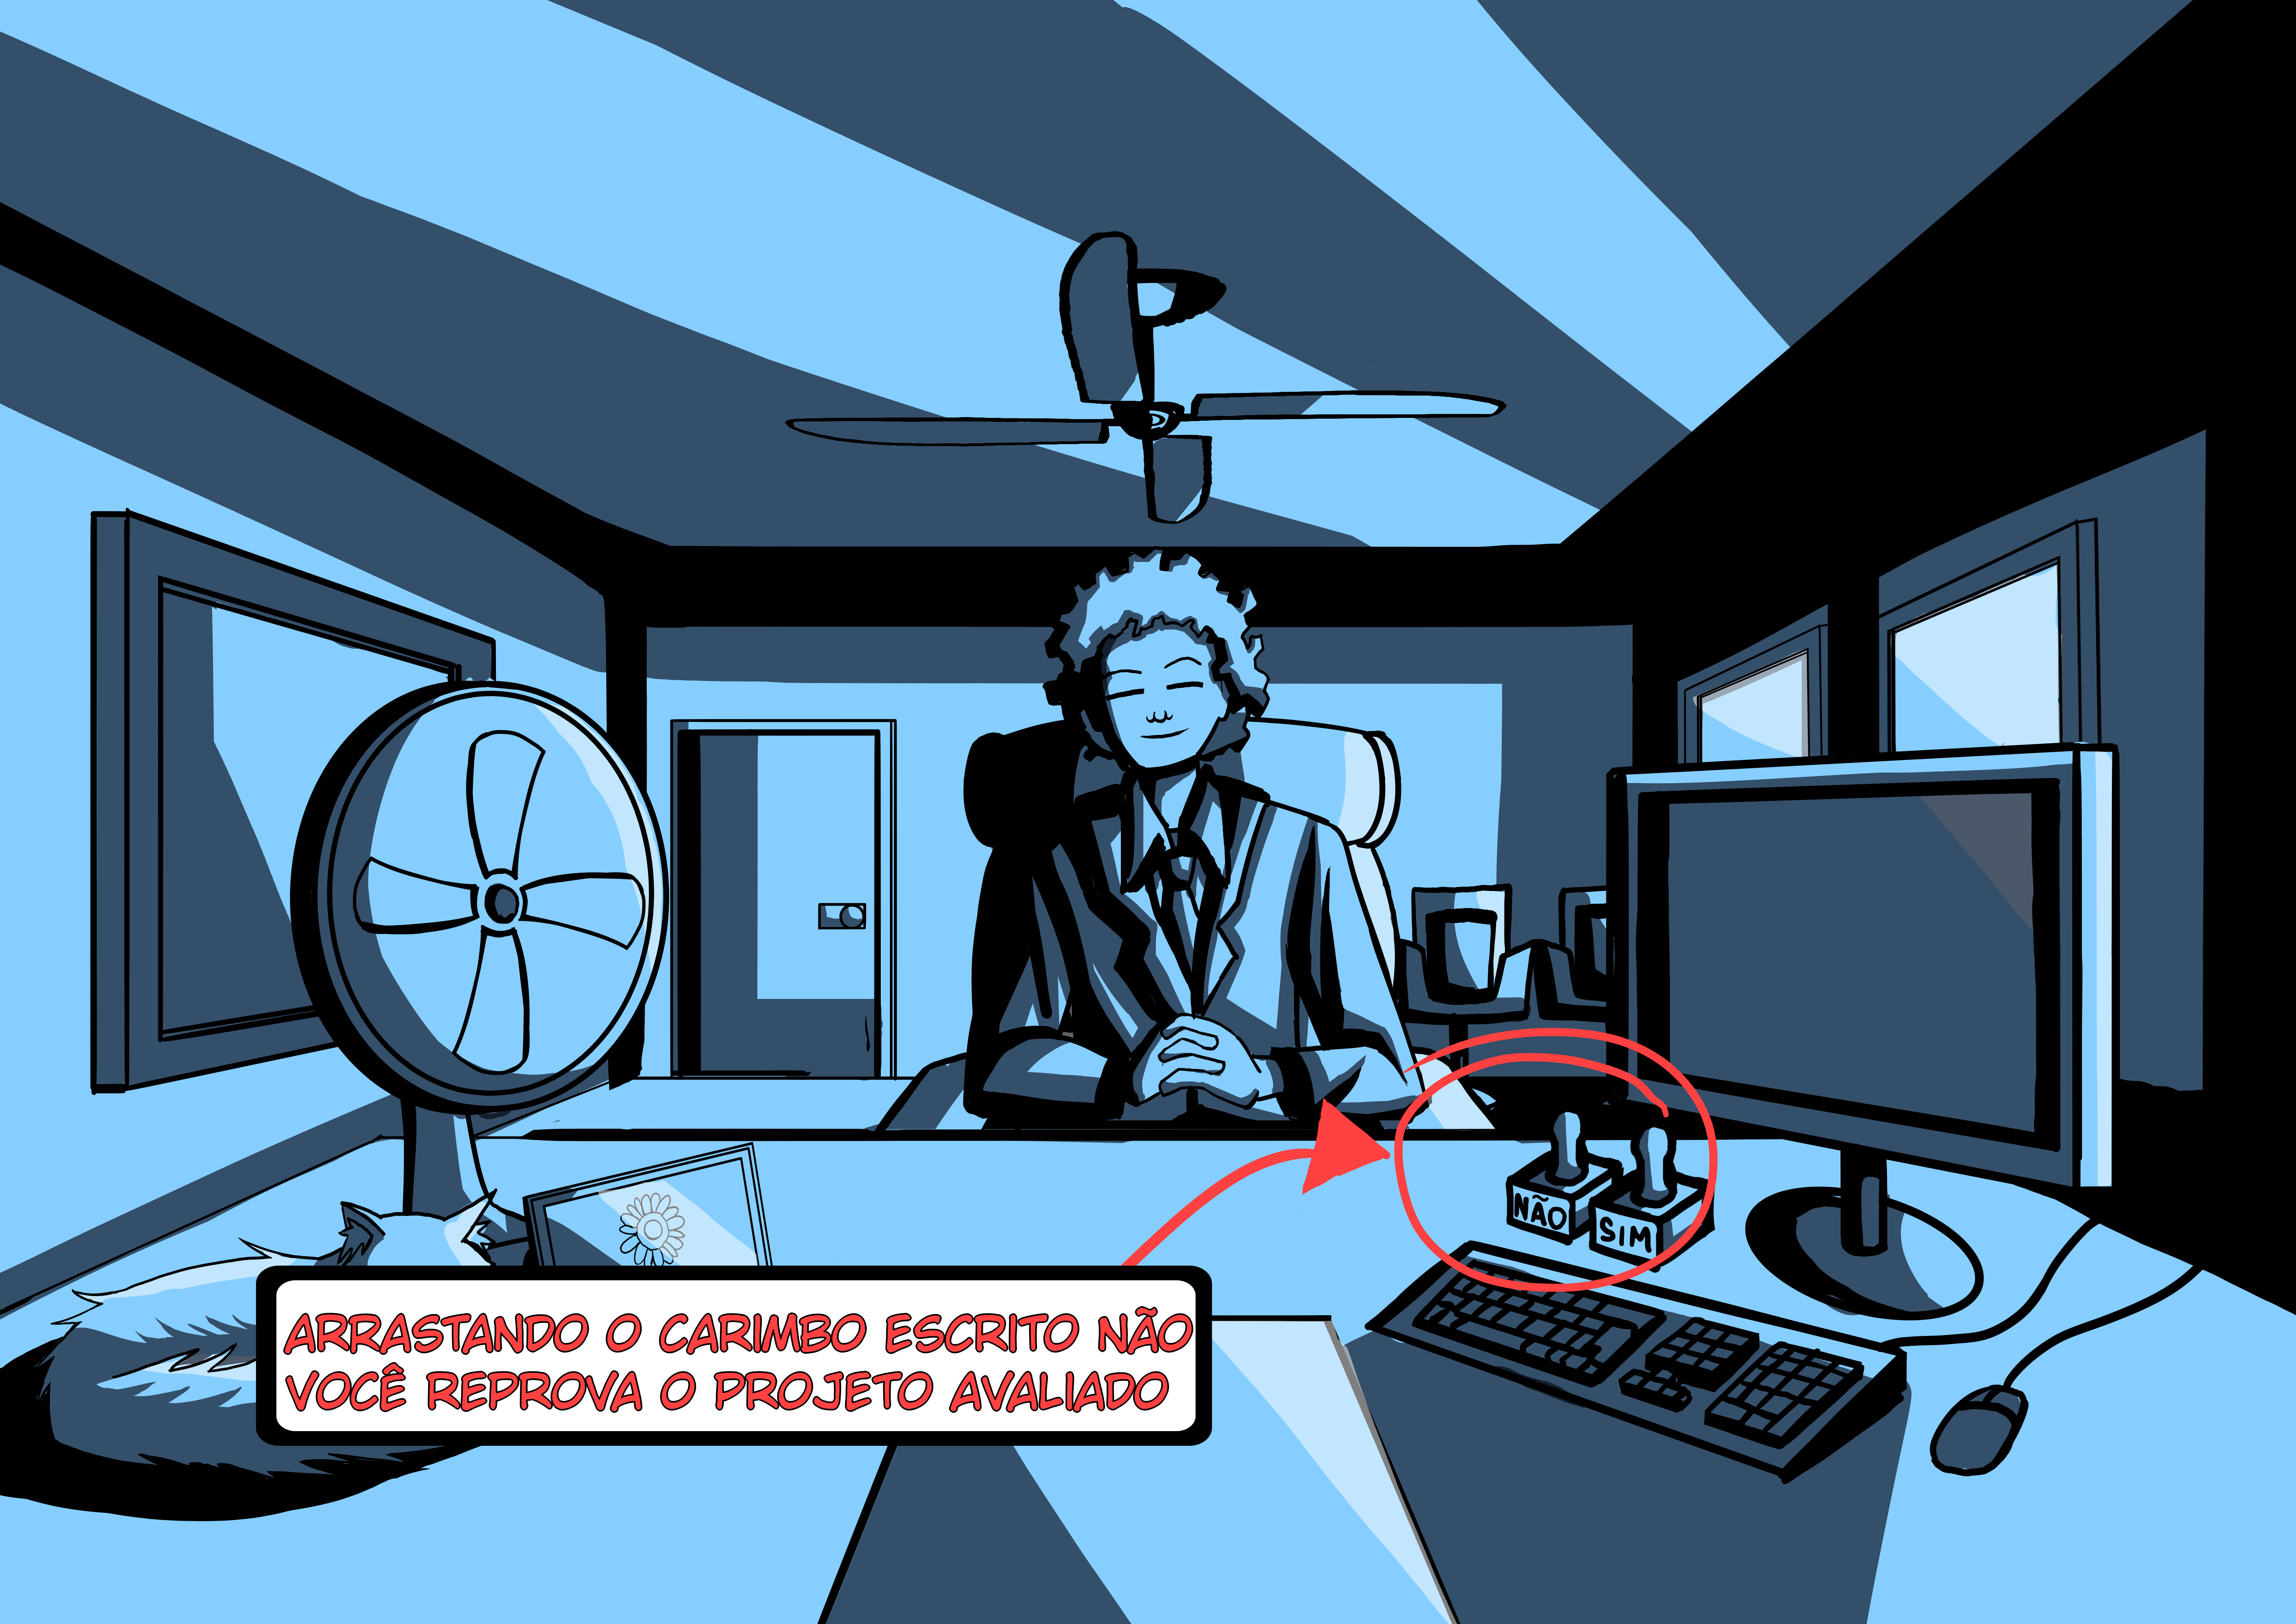 NÃO
SIM
ARRASTANDO O CARIMBO ESCRITO NÃO
VOCÊ REPROVA O PROJETO AVALIADO